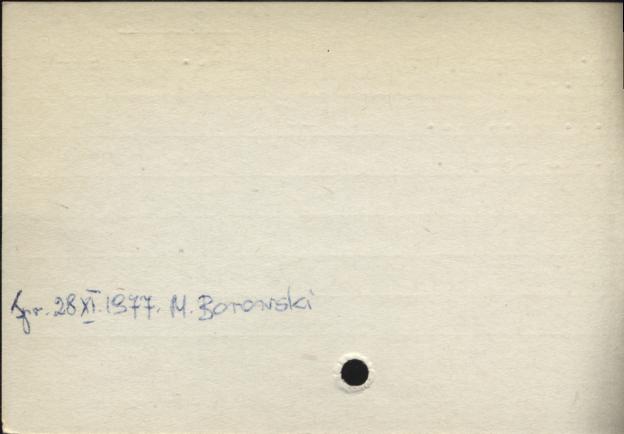 Spr. 28 XI. 1977. M. Borowski